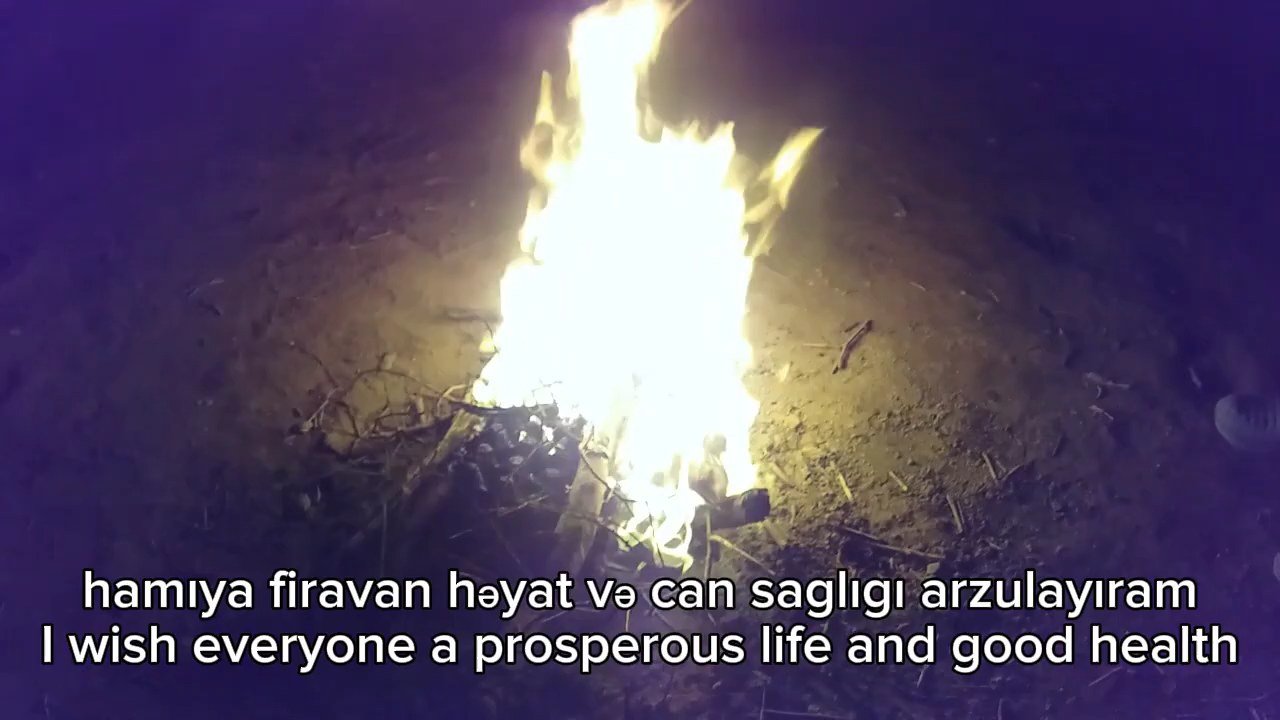 hamıya firavan həyat və can saglıgı arzulayıram
I wish everyone a prosperous life and good health